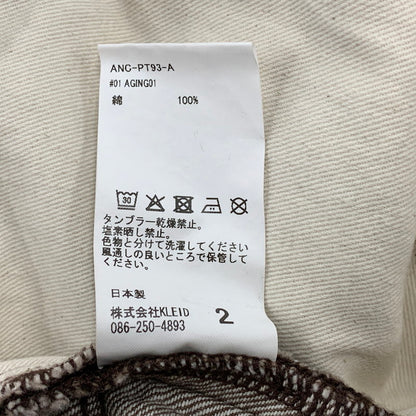 ANC-PT93-A
#01 AGING01
綿 100%
30
タンブラー乾燥禁止。
塩素晒し禁止。
色物と分けて洗濯してください
風通しの良いところで保管して
ください。
日本製
株式会社KLEID
086-250-4893
2